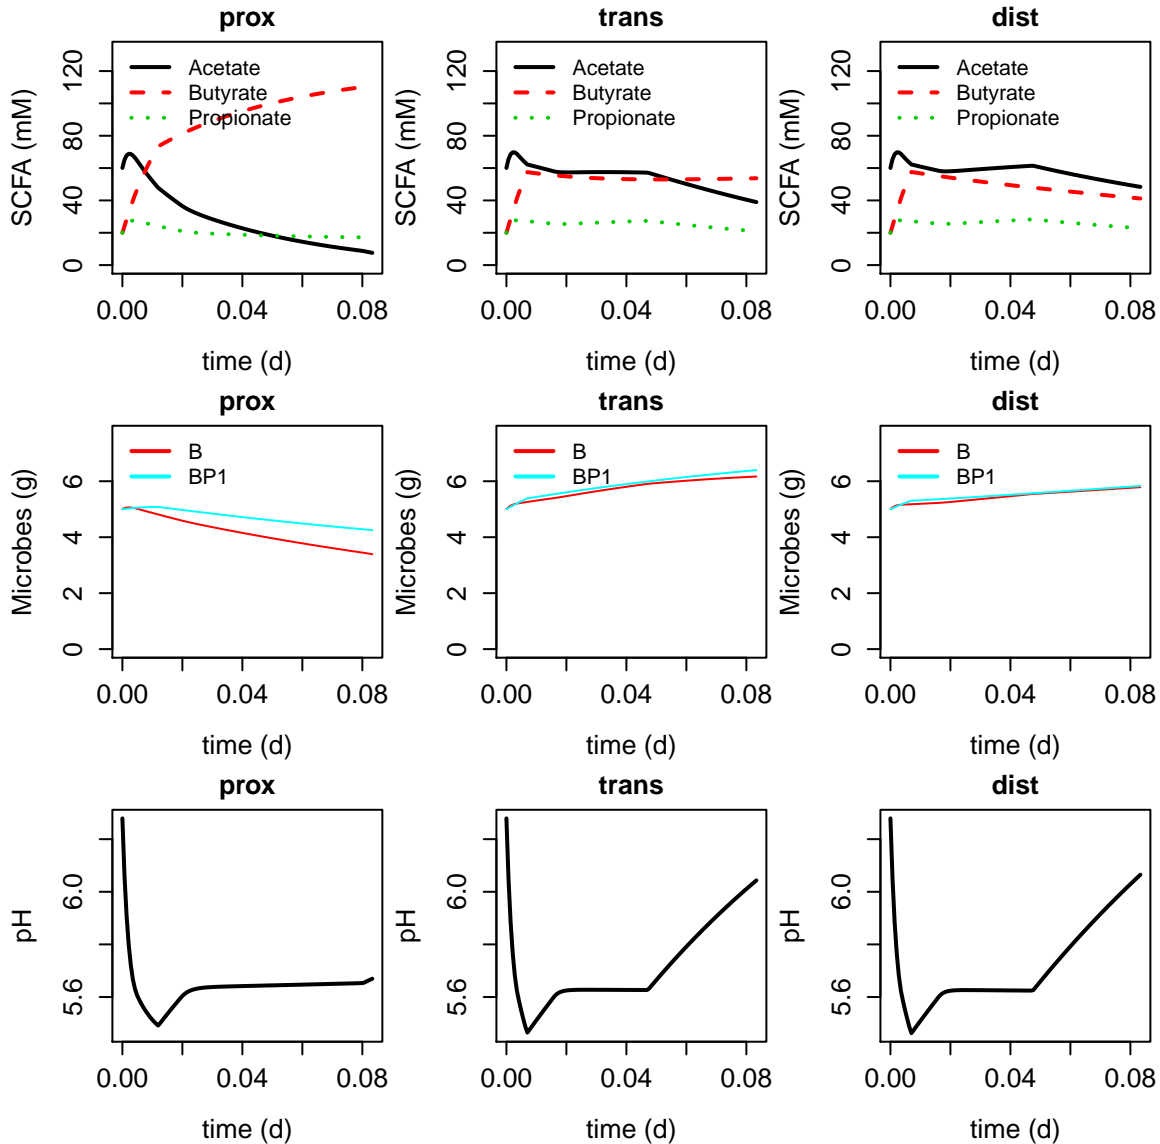 prox
trans
dist
SCFA (mM)
0 40 80 120
Acetate
Butyrate
Propionate
0.00 0.04 0.08
time (d)
SCFA (mM)
0 40 80 120
Acetate
Butyrate
Propionate
0.00 0.04 0.08
time (d)
SCFA (mM)
0 40 80 120
Acetate
Butyrate
Propionate
0.00 0.04 0.08
time (d)
prox
trans
dist
Microbes (g)
0 2 4 6
B
BP1
0.00 0.04 0.08
time (d)
Microbes (g)
0 2 4 6
B
BP1
0.00 0.04 0.08
time (d)
Microbes (g)
0 2 4 6
B
BP1
0.00 0.04 0.08
time (d)
prox
trans
dist
pH
5.6 6.0
0.00 0.04 0.08
time (d)
pH
5.6 6.0
0.00 0.04 0.08
time (d)
pH
5.6 6.0
0.00 0.04 0.08
time (d)